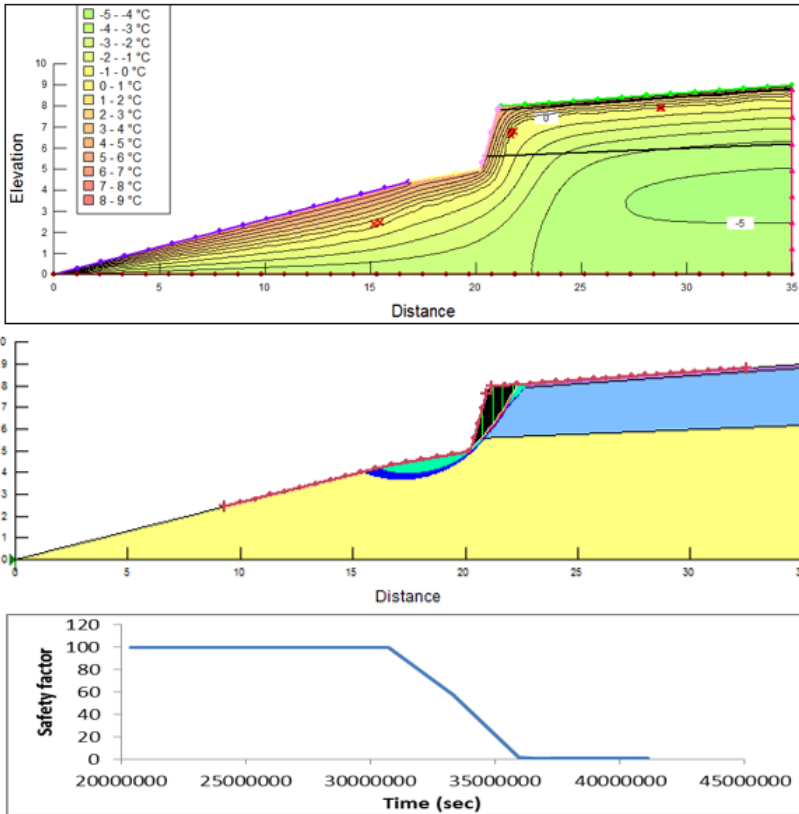 -5 - -4 °C
-4 - -3 °C
-3 - -2 °C
-2 - -1 °C
-1 - 0 °C
0 - 1 °C
1 - 2 °C
2 - 3 °C
3 - 4 °C
4 - 5 °C
5 - 6 °C
6 - 7 °C
7 - 8 °C
8 - 9 °C
Elevation
10
9
8
7
6
5
4
3
2
1
0
0
-5
0 5 10 15 20 25 30 35
Distance
0
9
8
7
6
5
4
3
2
1
0
0 5 10 15 20 25 30 3
Distance
Safety factor
120
100
80
60
40
20
0
20000000 25000000 30000000 35000000 40000000 45000000
Time (sec)